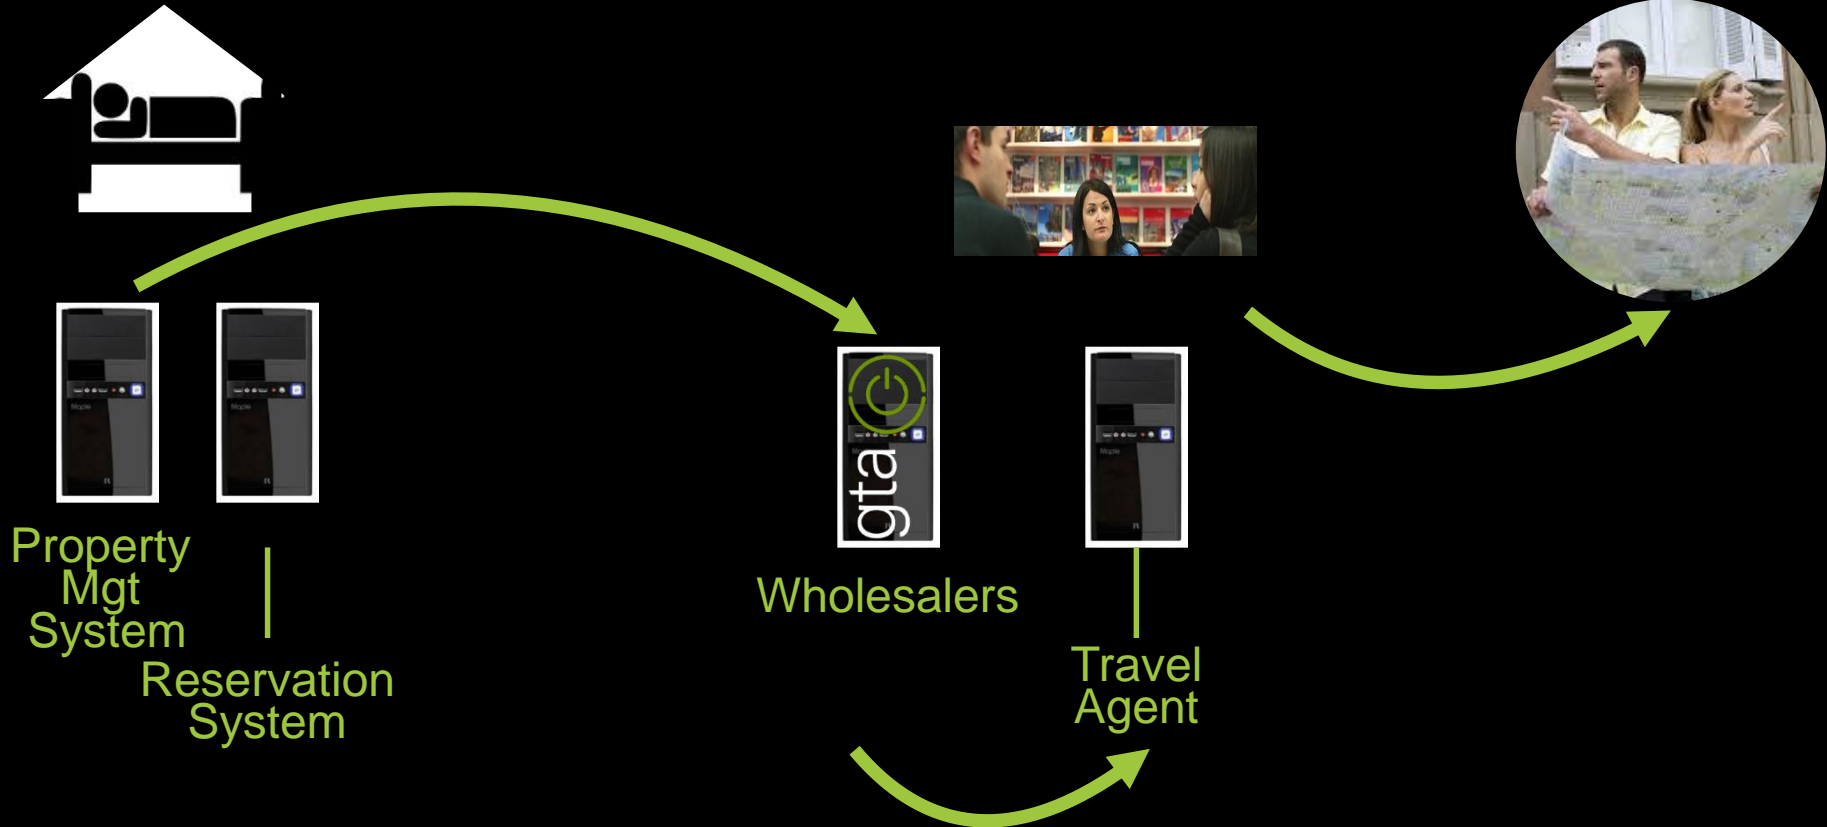 Property
Mgt
System
Reservation
System
gta
Wholesalers
Travel
Agent